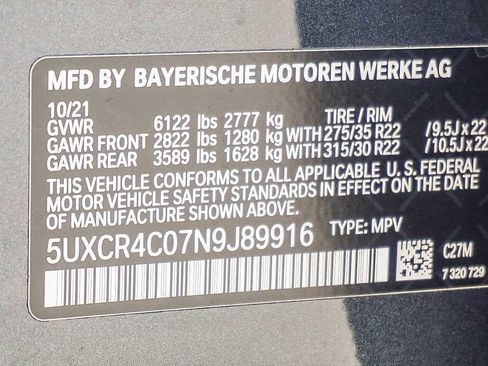 MFD BY BAYERISCHE MOTOREN WERKE AG
10/21 TIRE / RIM
GVWR 6122 lbs 2777 kg
GAWR FRONT 2822 lbs 1280 kg WITH 275/35 R22 /9.5J x 22
GAWR REAR 3589 lbs 1628 kg WITH 315/30 R22 /10.5J x 22
THIS VEHICLE CONFORMS TO ALL APPLICABLE U.S. FEDERAL
MOTOR VEHICLE SAFETY STANDARDS IN EFFECT ON THE DATE
OF MANUFACTURE SHOWN ABOVE.
5UXCR4C07N9J89916 TYPE: MPV
C27M
7 320 729